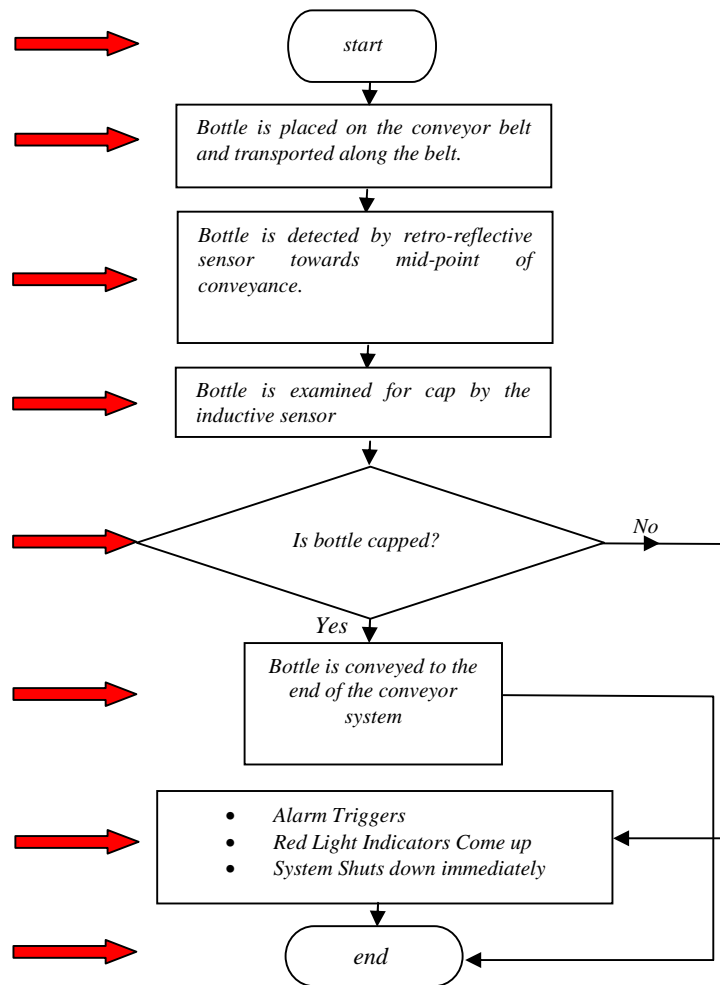 start
Bottle is placed on the conveyor belt
and transported along the belt.
Bottle is detected by retro-reflective
sensor towards mid-point of
conveyance.
Bottle is examined for cap by the
inductive sensor
Is bottle capped?
No
Yes
Bottle is conveyed to the
end of the conveyor
system
• Alarm Triggers
• Red Light Indicators Come up
• System Shuts down immediately
end